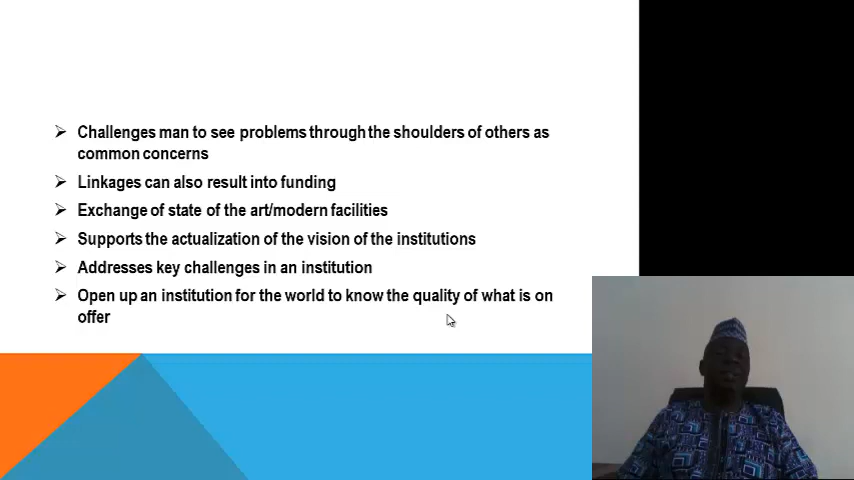 Challenges man to see problems through the shoulders of others as
common concerns
Linkages can also result into funding
Exchange of state of the art/modern facilities
Supports the actualization of the vision of the institutions
Addresses key challenges in an institution
Open up an institution for the world to know the quality of what is on
offer